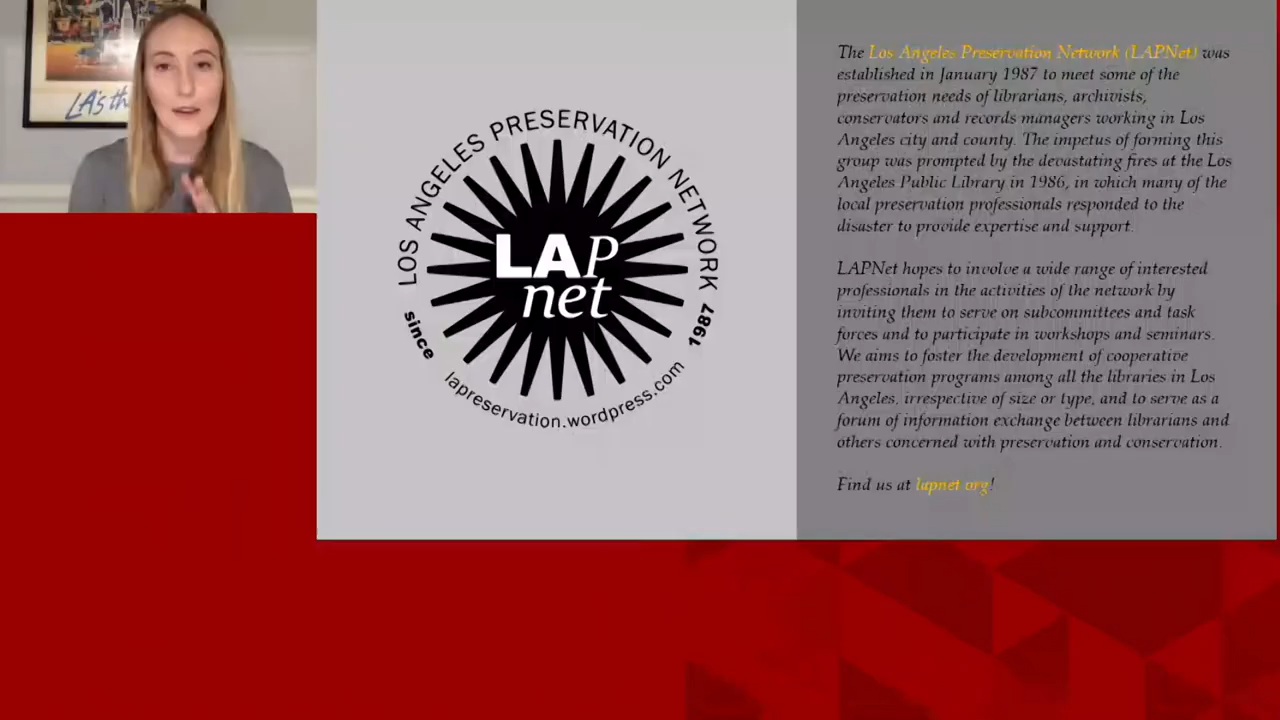 LA's the
LOS ANGELES PRESERVATION NETWORK
LAP
net
since 1987
lapreservation.wordpress.com
The Los Angeles Preservation Network (LAPNet) was
established in January 1987 to meet some of the
preservation needs of librarians, archivists,
conservators and records managers working in Los
Angeles city and county. The impetus of forming this
group was prompted by the devastating fires at the Los
Angeles Public Library in 1986, in which many of the
local preservation professionals responded to the
disaster to provide expertise and support.
LAPNet hopes to involve a wide range of interested
professionals in the activities of the network by
inviting them to serve on subcommittees and task
forces and to participate in workshops and seminars.
We aims to foster the development of cooperative
preservation programs among all the libraries in Los
Angeles, irrespective of size or type, and to serve as a
forum of information exchange between librarians and
others concerned with preservation and conservation.
Find us at lapnet.org!